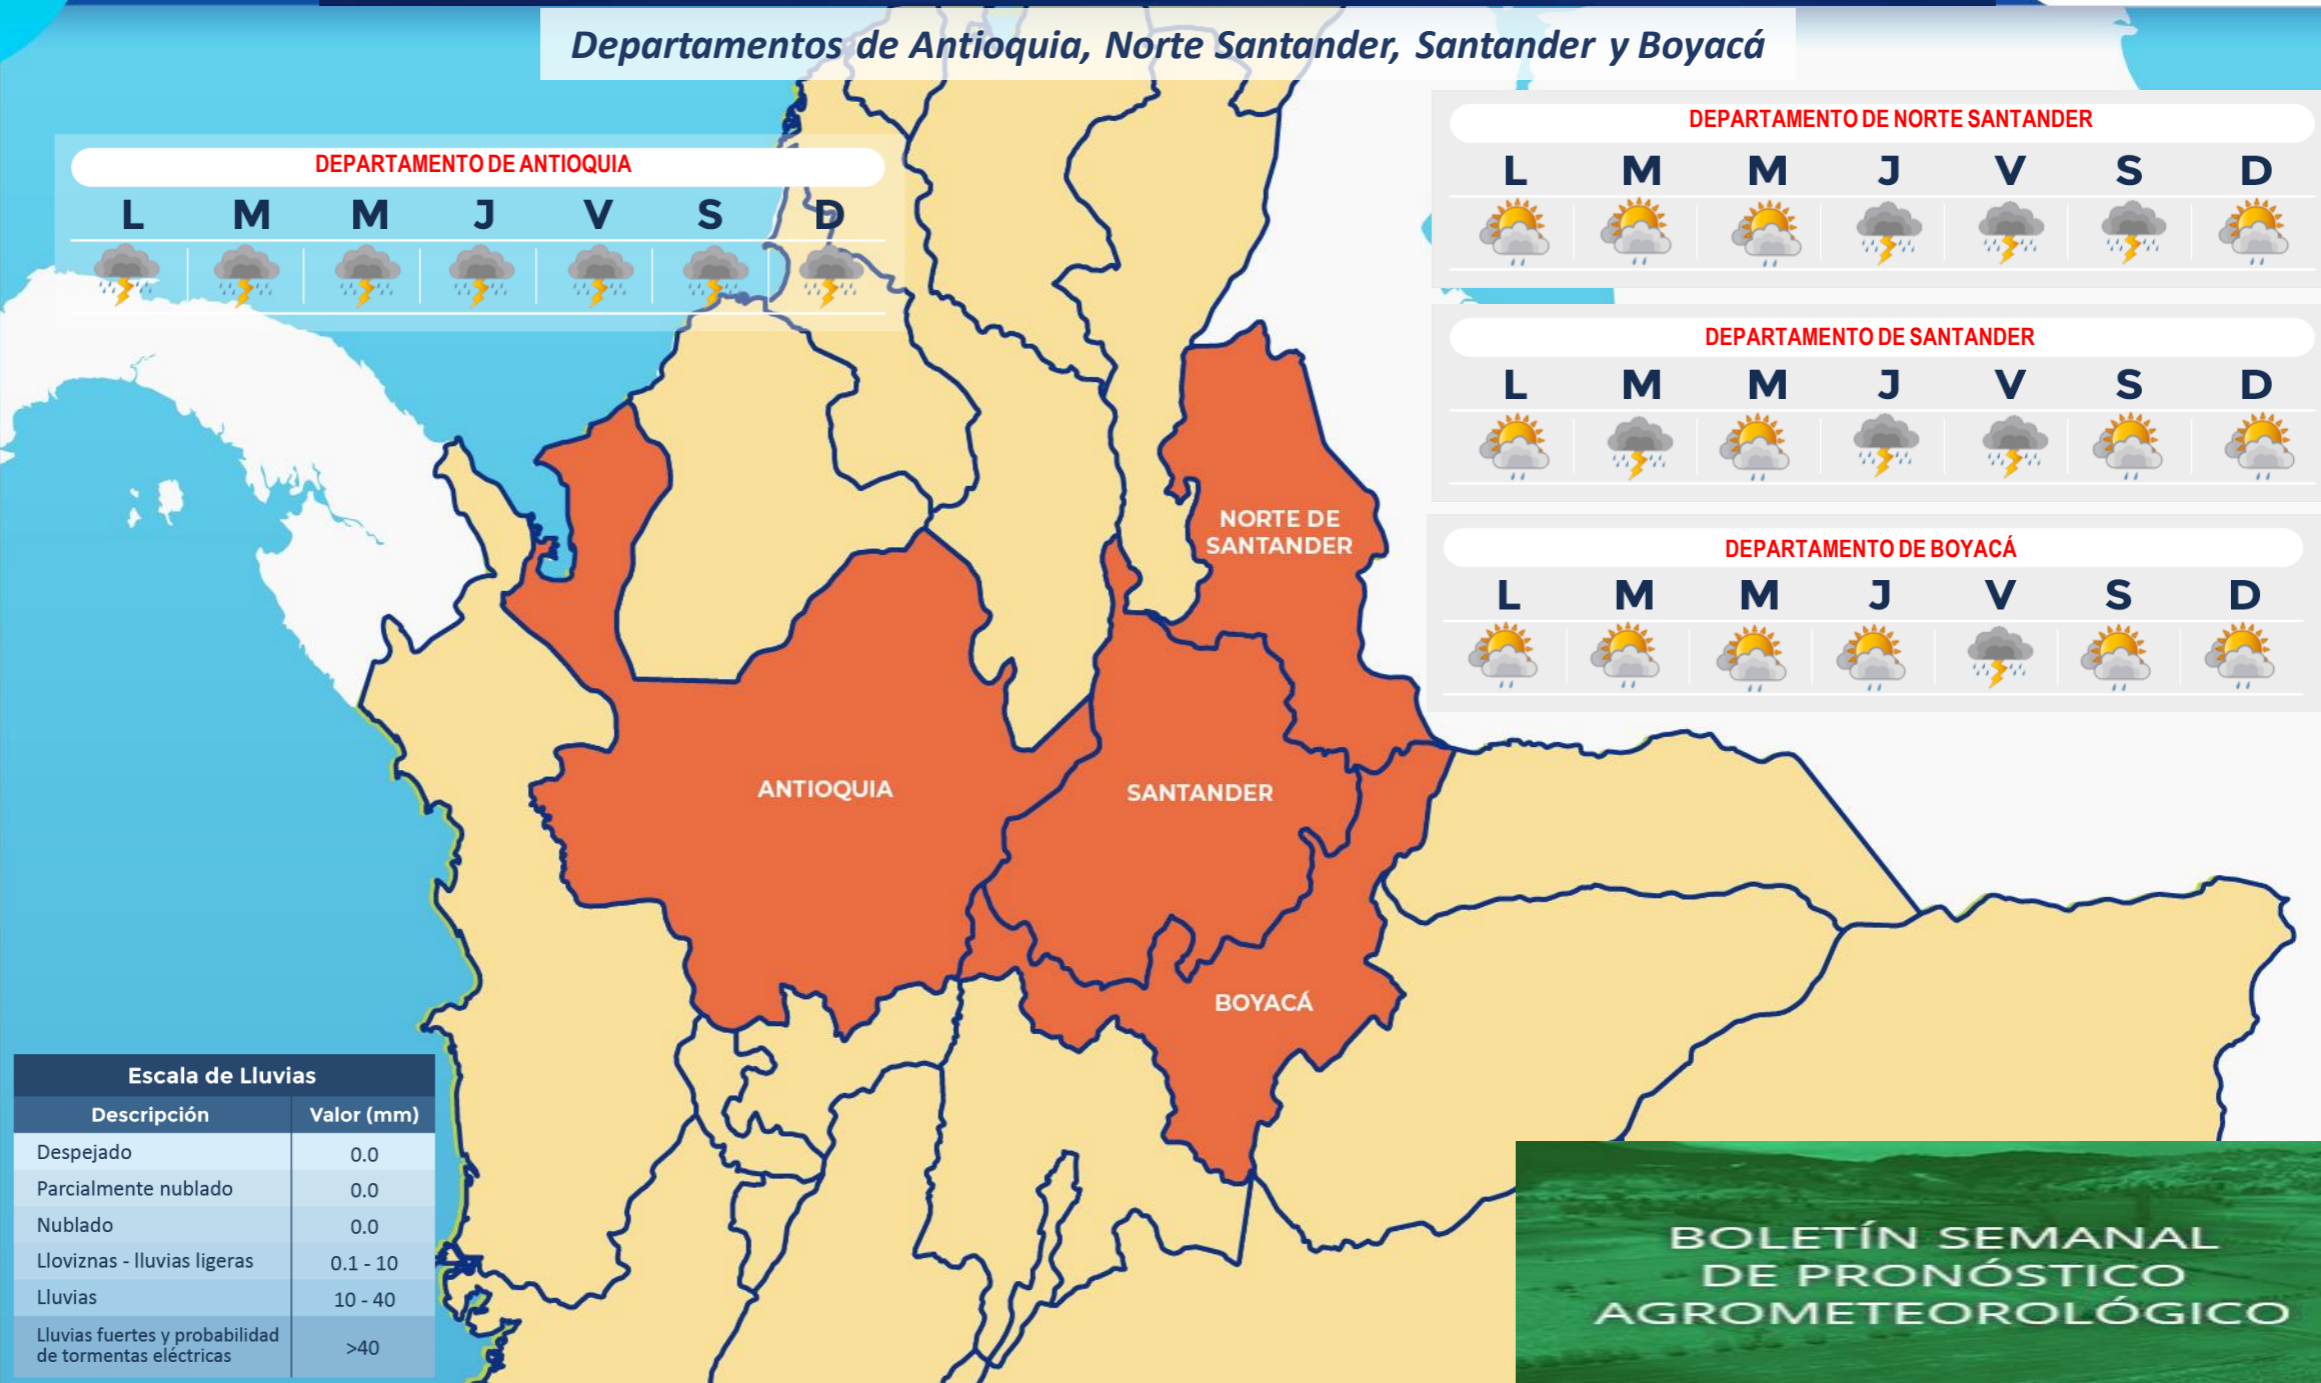 Departamentos de Antioquia, Norte Santander, Santander y Boyacá
DEPARTAMENTO DE ANTIOQUIA
L M M J V S D
DEPARTAMENTO DE NORTE SANTANDER
L M M J V S D
DEPARTAMENTO DE SANTANDER
L M M J V S D
DEPARTAMENTO DE BOYACÁ
L M M J V S D
NORTE DE
SANTANDER
ANTIOQUIA
SANTANDER
BOYACÁ
Escala de Lluvias
Descripción Valor (mm)
Despejado 0.0
Parcialmente nublado 0.0
Nublado 0.0
Lloviznas - lluvias ligeras 0.1 - 10
Lluvias 10 - 40
Lluvias fuertes y probabilidad
de tormentas eléctricas >40
BOLETÍN SEMANAL
DE PRONÓSTICO
AGROMETEOROLÓGICO